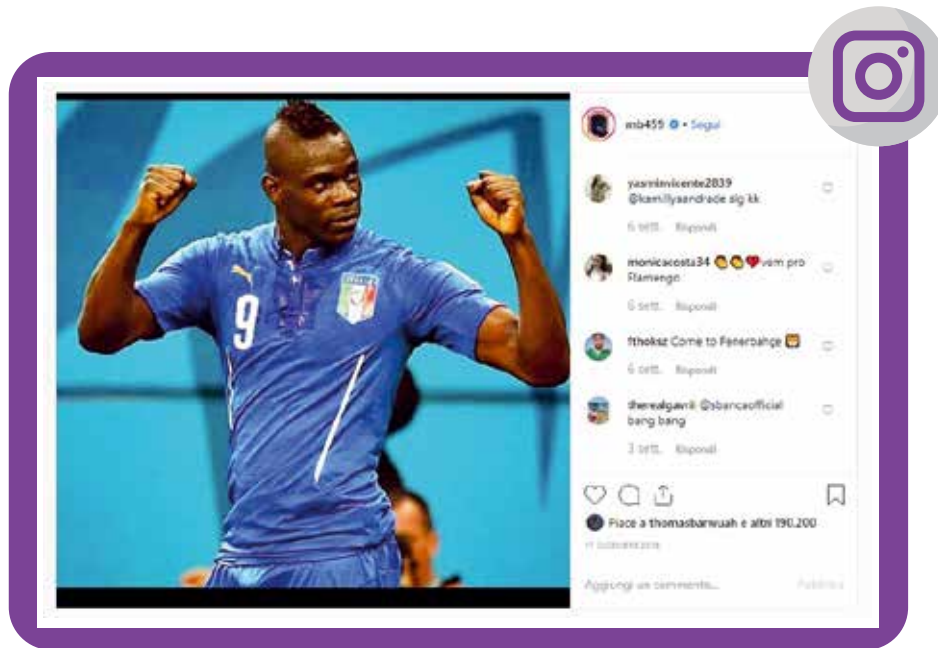 9
mb459 • Segui
yasminvicente2839
@kamillyaandrade slg kk
6 sett. Rispondi
monicacosta34 👏👏❤️vem pro
Flamengo
6 sett. Rispondi
fthoksz Come to Fenerbahçe
6 sett. Rispondi
therealgavrii @sbancaofficial
bang bang
3 sett. Rispondi
Piace a thomasbarwuah e altri 190.200
Aggiungi un commento...
Pubblica